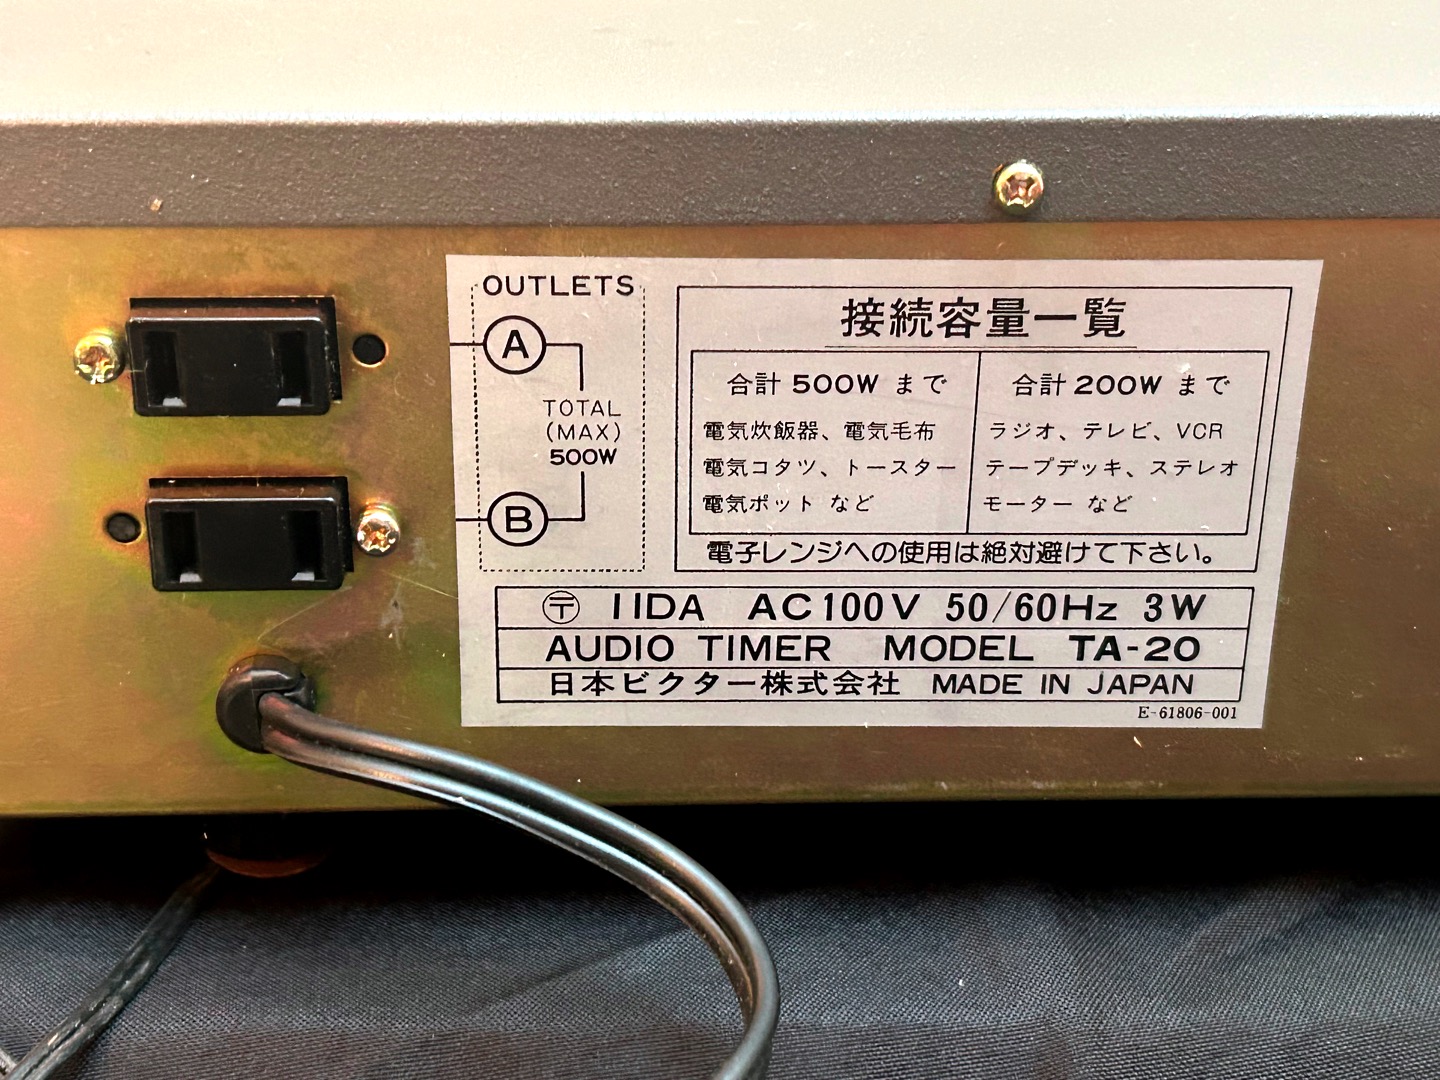 OUTLETS
A
TOTAL
(MAX)
500W
B
接続容量一覧
合計 500W まで
電気炊飯器、電気毛布
電気コタツ、トースター
電気ポット など
合計 200W まで
ラジオ、テレビ、VCR
テープデッキ、ステレオ
モーター など
電子レンジへの使用は絶対避けて下さい。
〒 IIDA AC100V 50/60Hz 3W
AUDIO TIMER MODEL TA-20
日本ビクター株式会社 MADE IN JAPAN
E-61806-001